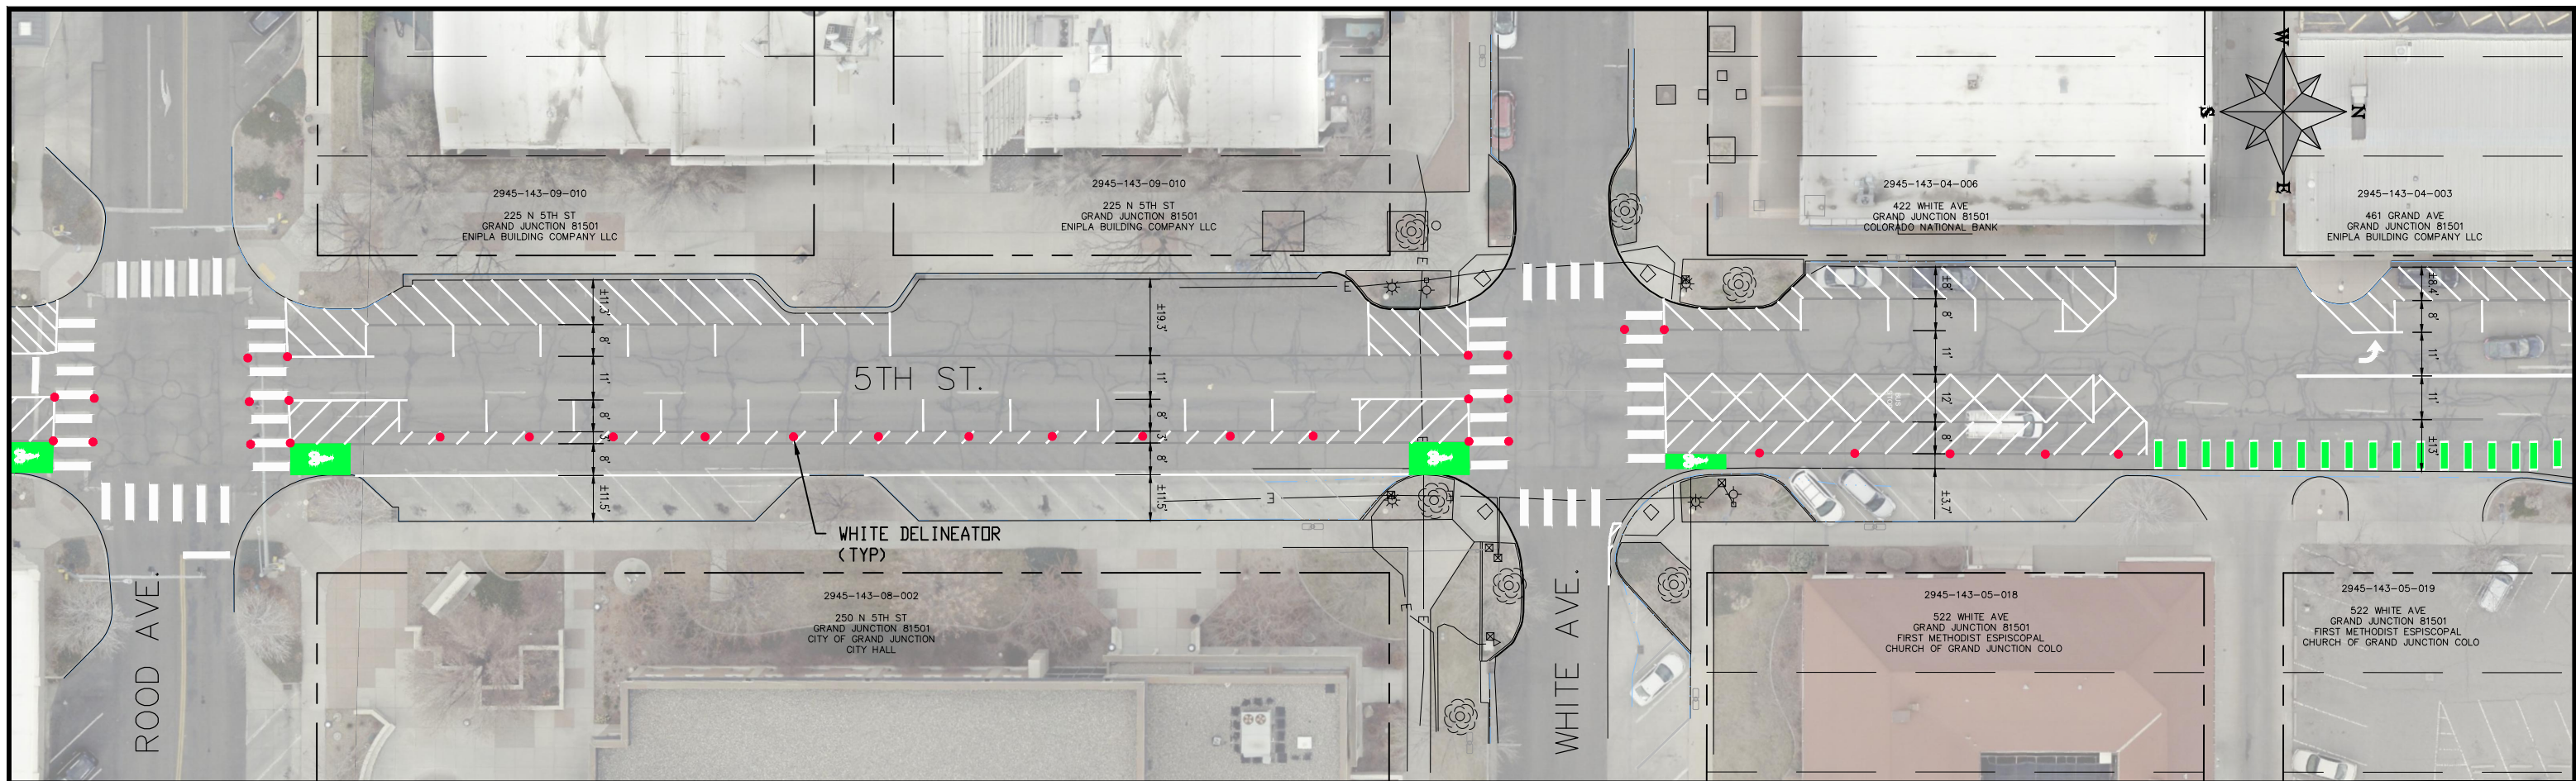 2945-143-09-010
225 N 5TH ST
GRAND JUNCTION 81501
ENIPLA BUILDING COMPANY LLC
2945-143-09-010
225 N 5TH ST
GRAND JUNCTION 81501
ENIPLA BUILDING COMPANY LLC
2945-143-04-006
422 WHITE AVE
GRAND JUNCTION 81501
COLORADO NATIONAL BANK
W
S
N
E
2945-143-04-003
461 GRAND AVE
GRAND JUNCTION 81501
ENIPLA BUILDING COMPANY LLC
E
E
±11.3'
8'
11'
8'
3'
8'
±11.5'
5TH ST.
±19.3'
11'
8'
3'
8'
±11.5'
±8'
8'
11'
12'
8'
±3.7'
±8.4'
8'
11'
11'
±13'
E
E
E
E
E
WHITE DELINEATOR
(TYP)
ROOD AVE.
WHITE AVE.
2945-143-08-002
250 N 5TH ST
GRAND JUNCTION 81501
CITY OF GRAND JUNCTION
CITY HALL
2945-143-05-018
522 WHITE AVE
GRAND JUNCTION 81501
FIRST METHODIST ESPISCOPAL
CHURCH OF GRAND JUNCTION COLO
2945-143-05-019
522 WHITE AVE
GRAND JUNCTION 81501
FIRST METHODIST ESPISCOPAL
CHURCH OF GRAND JUNCTION COLO